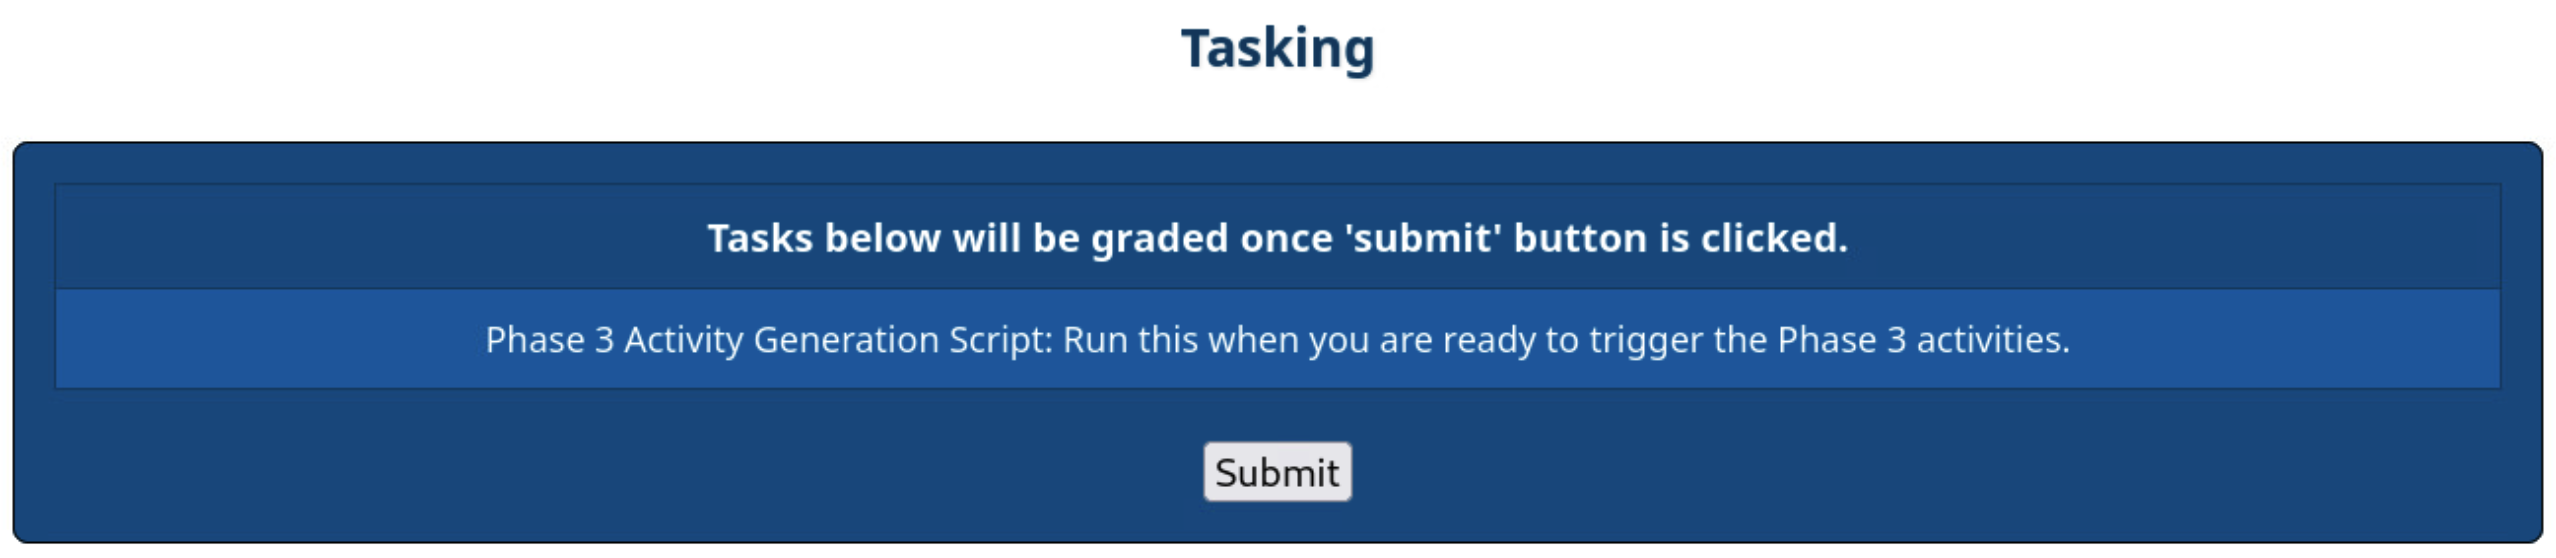 Tasking
Tasks below will be graded once 'submit' button is clicked.
Phase 3 Activity Generation Script: Run this when you are ready to trigger the Phase 3 activities.
Submit